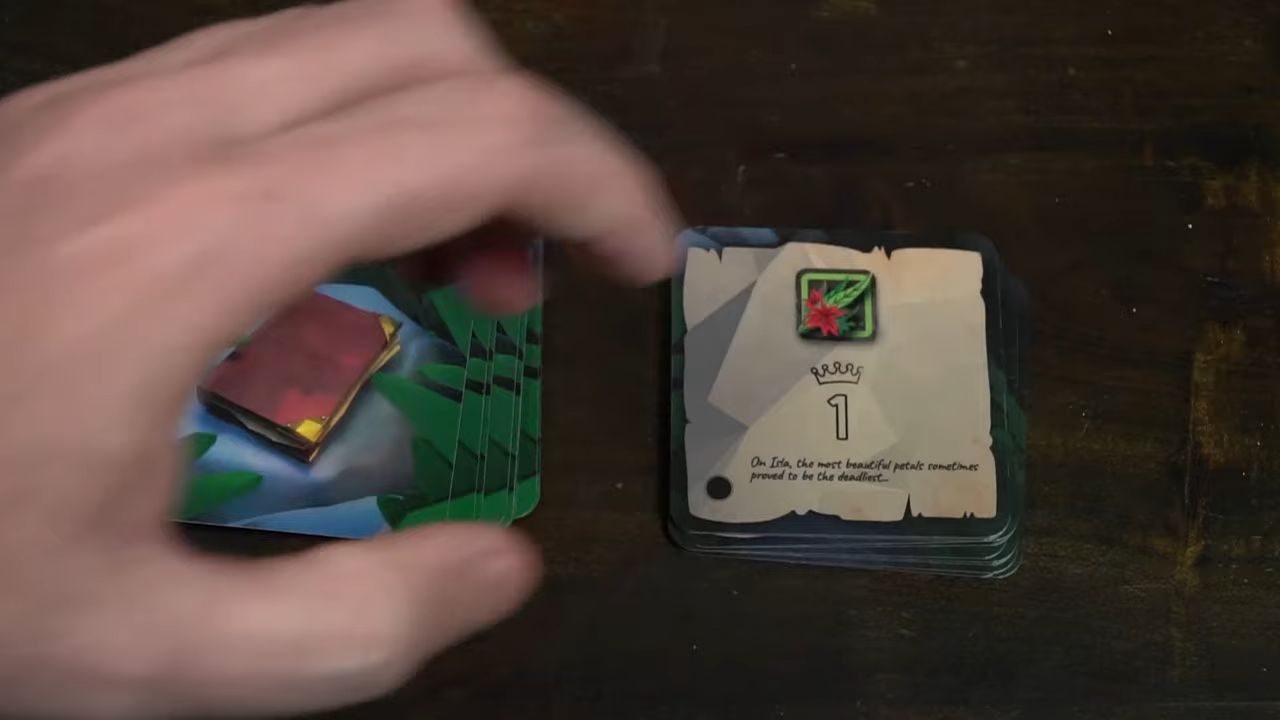 1
On Isla, the most beautiful petals sometimes
proved to be the deadliest...